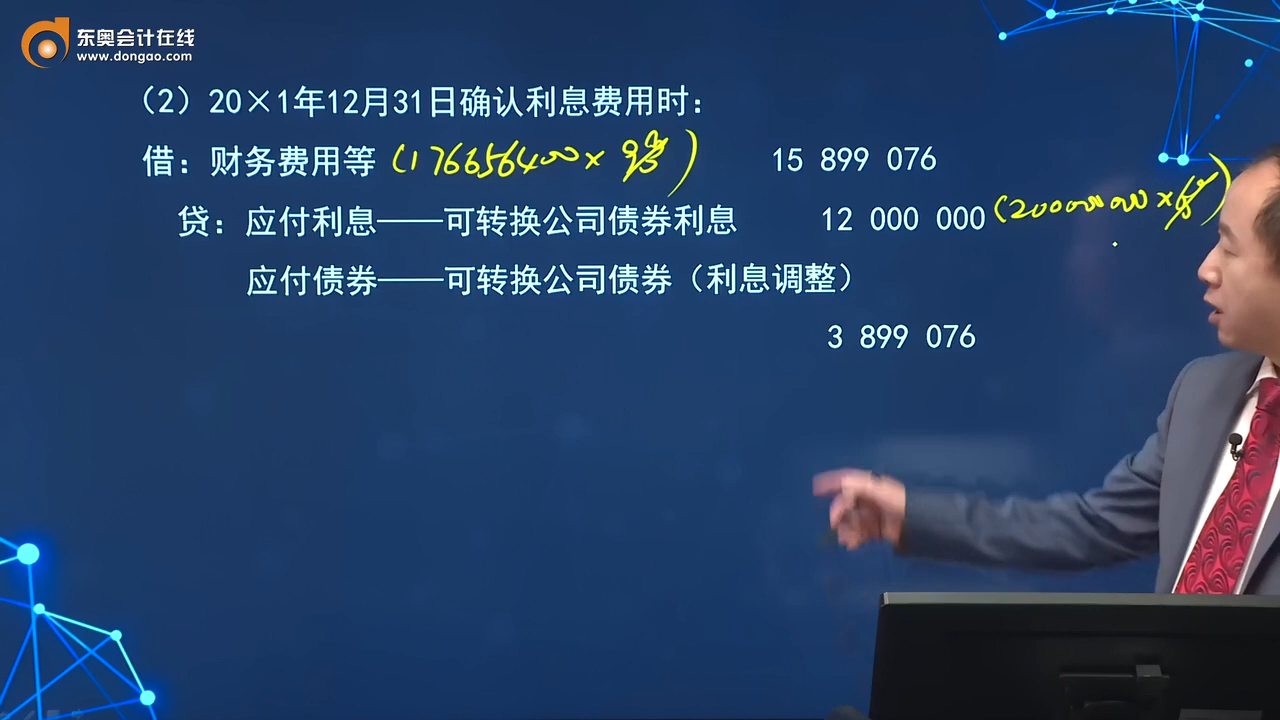 东奥会计在线
www.dongao.com
（2）20×1年12月31日确认利息费用时：
借：财务费用等 (176656400×9%) 15 899 076
贷：应付利息——可转换公司债券利息 12 000 000 (200000000×6%)
应付债券——可转换公司债券（利息调整）
3 899 076